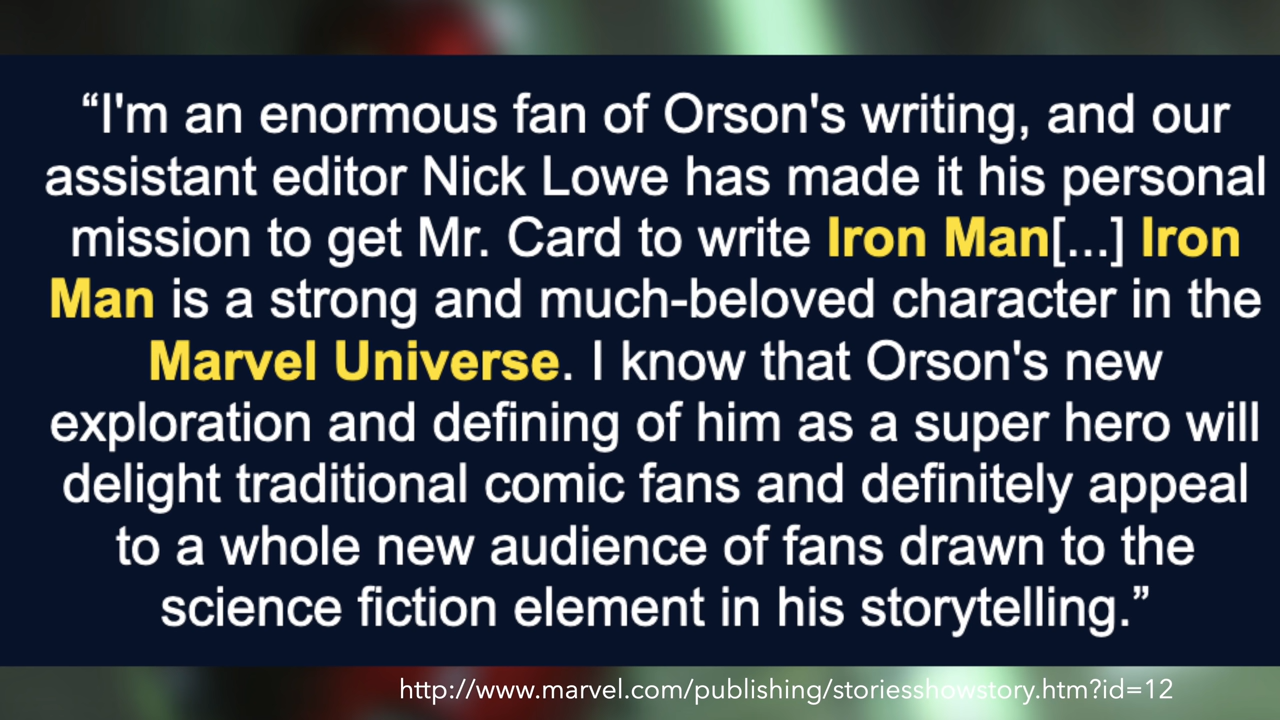 “I'm an enormous fan of Orson's writing, and our
assistant editor Nick Lowe has made it his personal
mission to get Mr. Card to write Iron Man[...] Iron
Man is a strong and much-beloved character in the
Marvel Universe. I know that Orson's new
exploration and defining of him as a super hero will
delight traditional comic fans and definitely appeal
to a whole new audience of fans drawn to the
science fiction element in his storytelling.”
http://www.marvel.com/publishing/storiesshowstory.htm?id=12